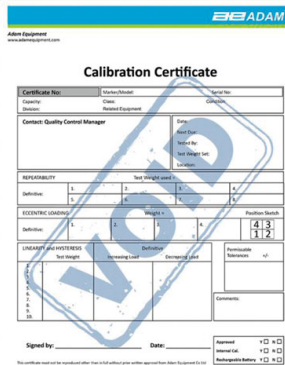 ADAM
Adam Equipment
www.adamequipment.com
Calibration Certificate
Certificate No: Marker/Model: Serial No:
Capacity: Class: Condition:
Division: Related Equipment:
Contact: Quality Control Manager Date:
Next Due:
Tested By:
Test Weight Set:
Location:
REPEATABILITY Test Weight used =
Definitive: 1. 2. 3. 4.
5. 6. 7. 8.
ECCENTRIC LOADING Weight = Position Sketch
Definitive: 1. 2. 3. 4. 4 3
1 2
LINEARITY and HYSTERESIS Definitive Permissable
Test Weight Increasing Load Decreasing Load Tolerances +/-
1.
2.
3.
4.
5.
6.
7.
8.
9.
10.
Comments:
VOID
Signed by: Date: Approved Y N
Internal Cal. Y N
Rechargeable Battery Y N
This certificate must not be reproduced other than in full without prior written approval from Adam Equipment Co Ltd